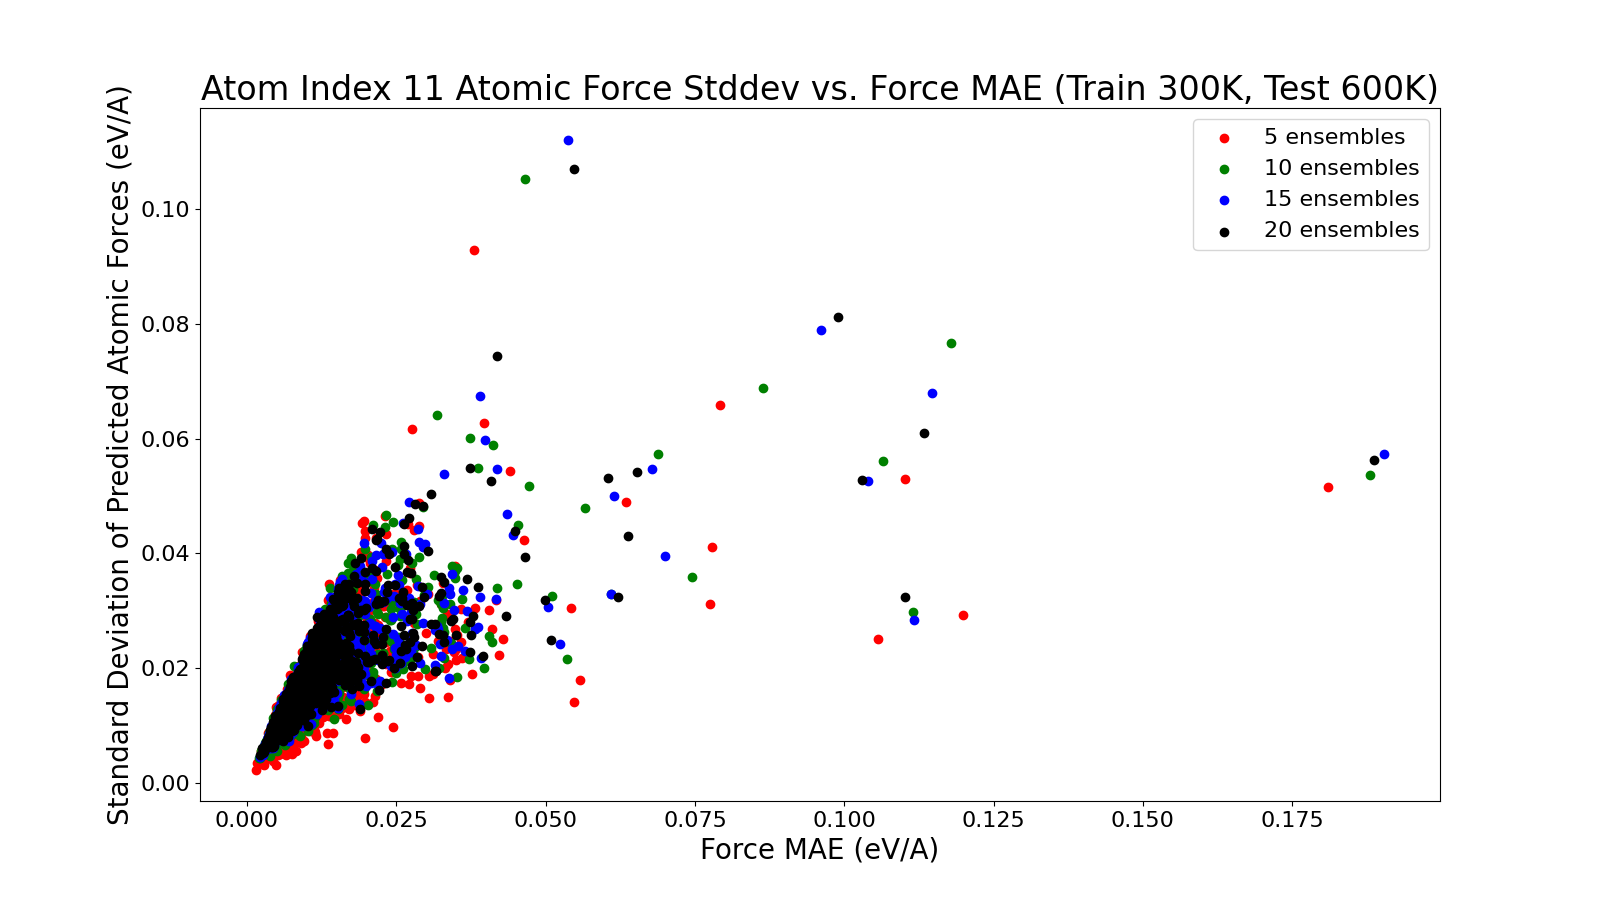 Atom Index 11 Atomic Force Stddev vs. Force MAE (Train 300K, Test 600K)
5 ensembles
10 ensembles
15 ensembles
20 ensembles
Standard Deviation of Predicted Atomic Forces (eV/A)
0.10
0.08
0.06
0.04
0.02
0.00
0.000 0.025 0.050 0.075 0.100 0.125 0.150 0.175
Force MAE (eV/A)